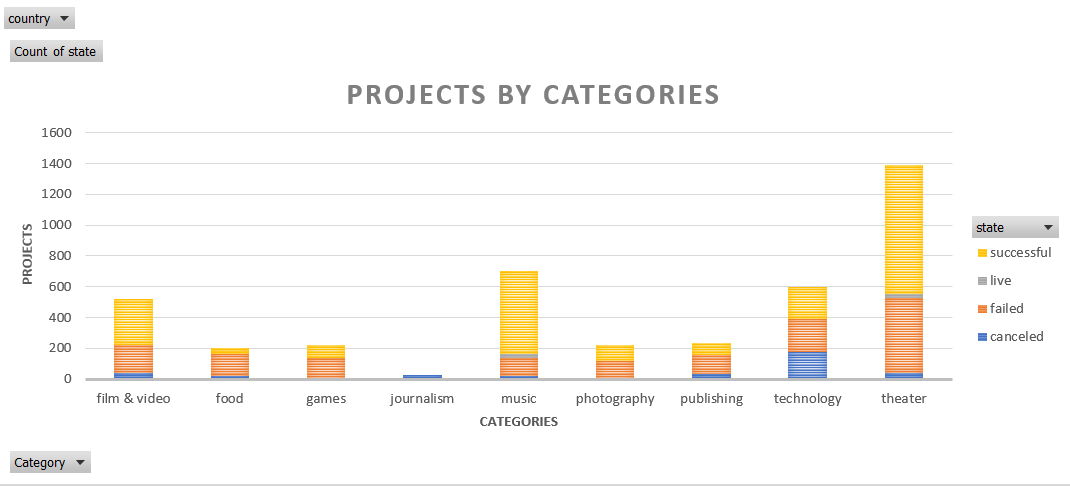 country
Count of state
PROJECTS BY CATEGORIES
1600
1400
1200
1000
800
600
400
200
0
PROJECTS
film & video food games journalism music photography publishing technology theater
CATEGORIES
state
successful
live
failed
canceled
Category